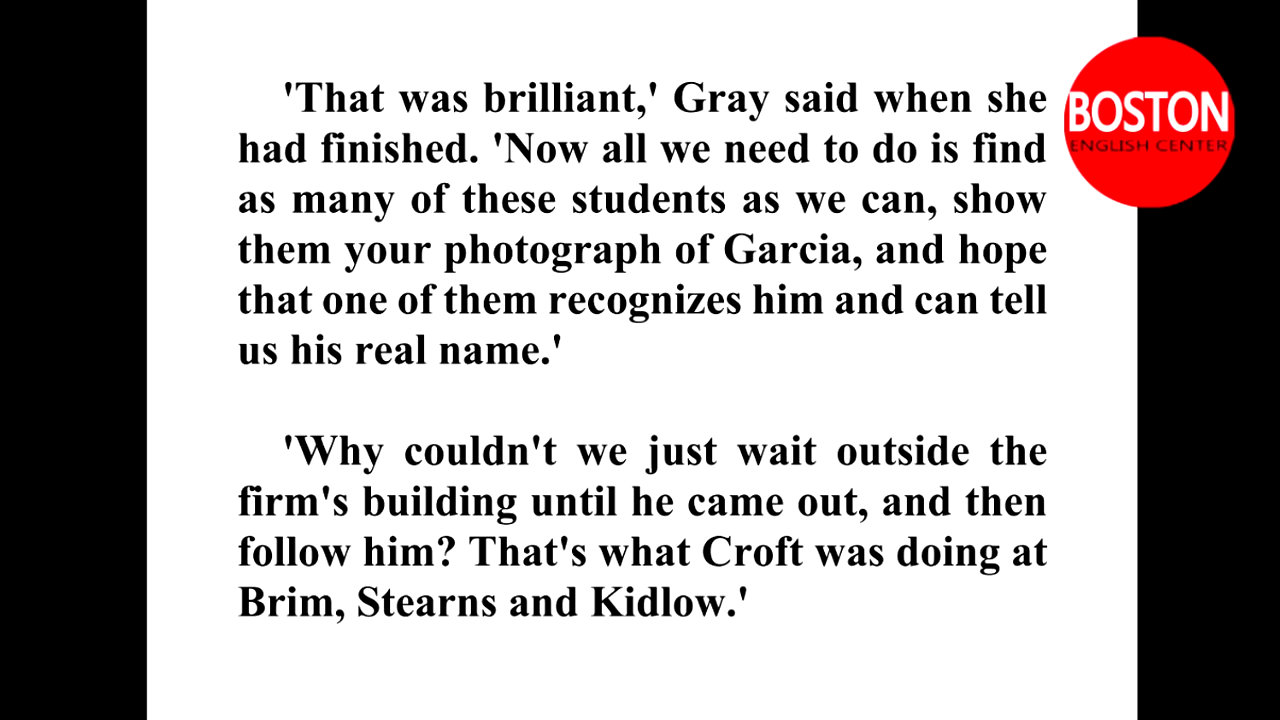 'That was brilliant,' Gray said when she
had finished. 'Now all we need to do is find
as many of these students as we can, show
them your photograph of Garcia, and hope
that one of them recognizes him and can tell
us his real name.'
'Why couldn't we just wait outside the
firm's building until he came out, and then
follow him? That's what Croft was doing at
Brim, Stearns and Kidlow.'
BOSTON
ENGLISH CENTER